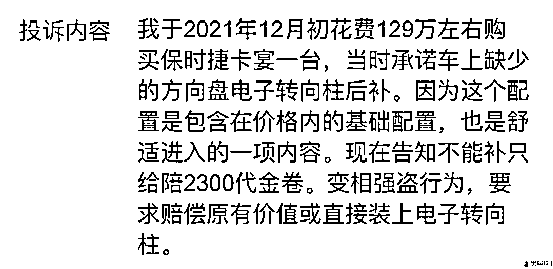 投诉内容 我于2021年12月初花费129万左右购
买保时捷卡宴一台，当时承诺车上缺少
的方向盘电子转向柱后补。因为这个配
置是包含在价格内的基础配置，也是舒
适进入的一项内容。现在告知不能补只
给陪2300代金卷。变相强盗行为，要
求赔偿原有价值或直接装上电子转向
柱。